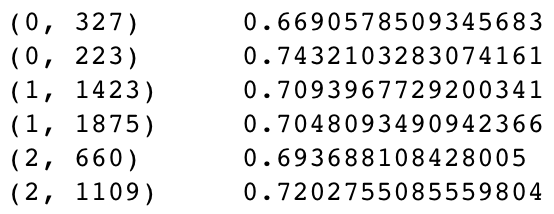 (0, 327) 0.6690578509345683
(0, 223) 0.7432103283074161
(1, 1423) 0.7093967729200341
(1, 1875) 0.7048093490942366
(2, 660) 0.693688108428005
(2, 1109) 0.7202755085559804